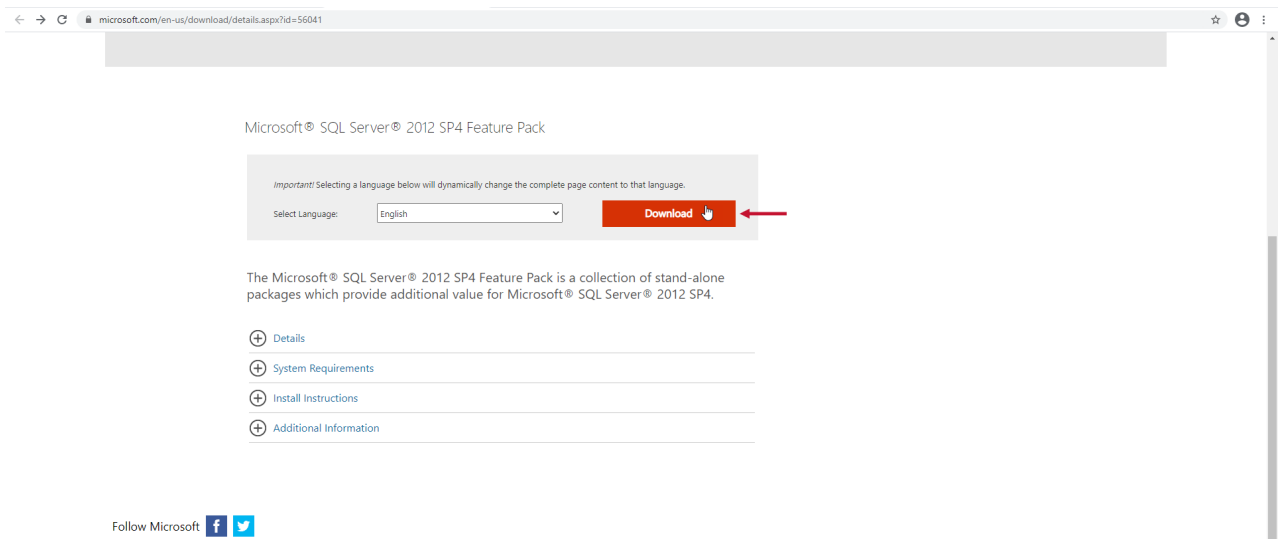 microsoft.com/en-us/download/details.aspx?id=56041
Microsoft® SQL Server® 2012 SP4 Feature Pack
Important! Selecting a language below will dynamically change the complete page content to that language.
Select Language:
English
Download
The Microsoft® SQL Server® 2012 SP4 Feature Pack is a collection of stand-alone
packages which provide additional value for Microsoft® SQL Server® 2012 SP4.
Details
System Requirements
Install Instructions
Additional Information
Follow Microsoft